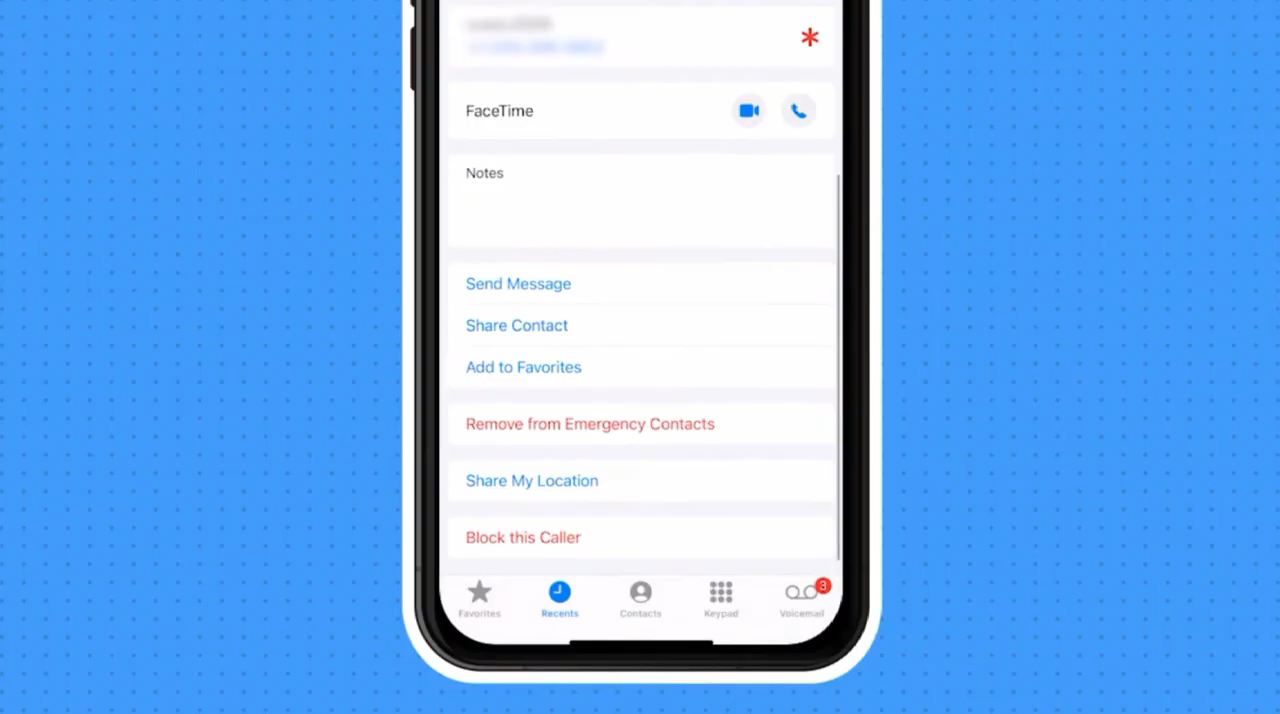 FaceTime
Notes
Send Message
Share Contact
Add to Favorites
Remove from Emergency Contacts
Share My Location
Block this Caller
3
Favorites
Recents
Contacts
Keypad
Voicemail